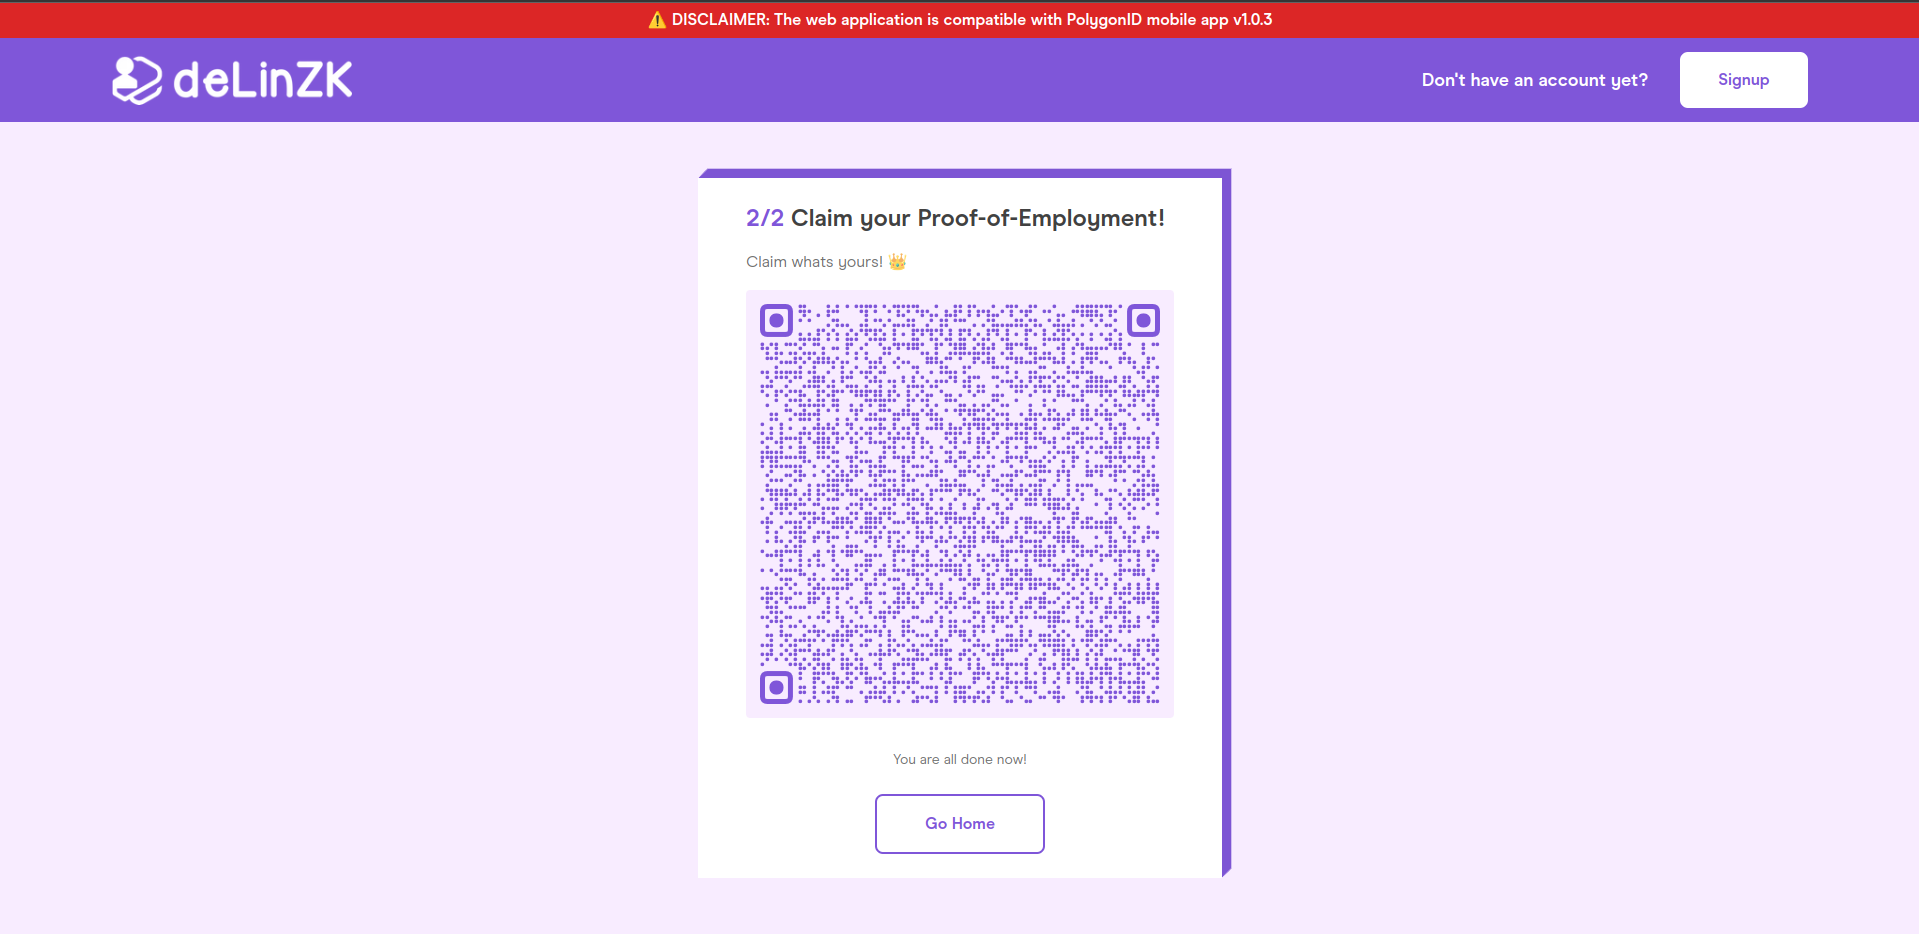 ⚠️ DISCLAIMER: The web application is compatible with PolygonID mobile app v1.0.3
deLinZK
Don't have an account yet?
Signup
2/2 Claim your Proof-of-Employment!
Claim whats yours! 👑
You are all done now!
Go Home